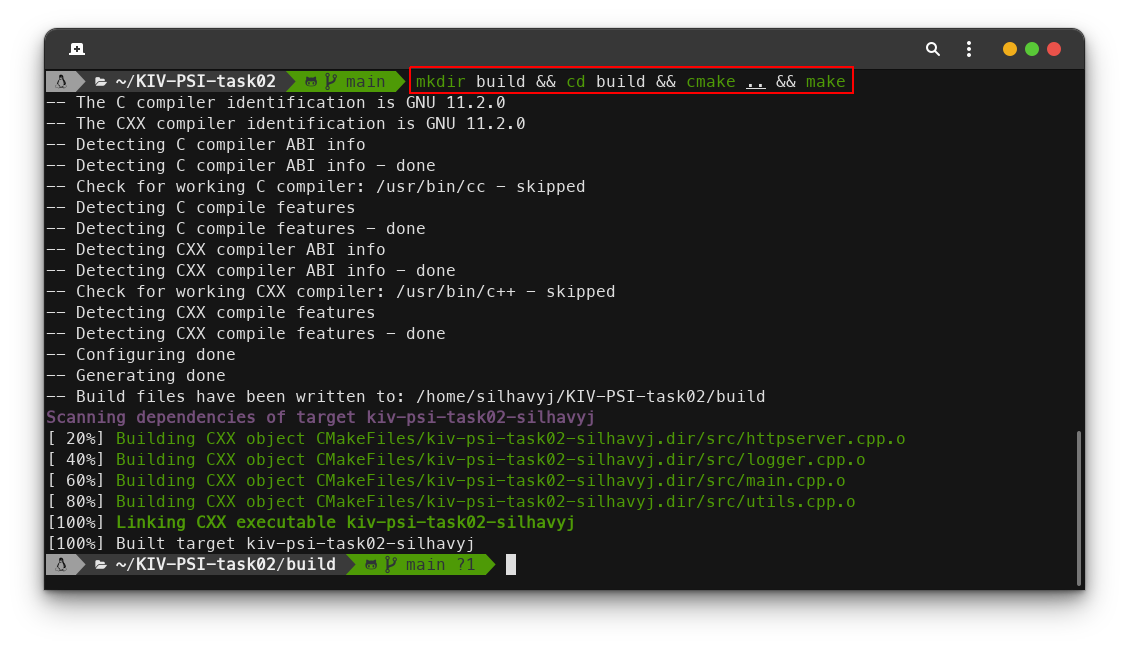 ~/KIV-PSI-task02 main mkdir build && cd build && cmake .. && make
-- The C compiler identification is GNU 11.2.0
-- The CXX compiler identification is GNU 11.2.0
-- Detecting C compiler ABI info
-- Detecting C compiler ABI info - done
-- Check for working C compiler: /usr/bin/cc - skipped
-- Detecting C compile features
-- Detecting C compile features - done
-- Detecting CXX compiler ABI info
-- Detecting CXX compiler ABI info - done
-- Check for working CXX compiler: /usr/bin/c++ - skipped
-- Detecting CXX compile features
-- Detecting CXX compile features - done
-- Configuring done
-- Generating done
-- Build files have been written to: /home/silhavyj/KIV-PSI-task02/build
Scanning dependencies of target kiv-psi-task02-silhavyj
[ 20%] Building CXX object CMakeFiles/kiv-psi-task02-silhavyj.dir/src/httpserver.cpp.o
[ 40%] Building CXX object CMakeFiles/kiv-psi-task02-silhavyj.dir/src/logger.cpp.o
[ 60%] Building CXX object CMakeFiles/kiv-psi-task02-silhavyj.dir/src/main.cpp.o
[ 80%] Building CXX object CMakeFiles/kiv-psi-task02-silhavyj.dir/src/utils.cpp.o
[100%] Linking CXX executable kiv-psi-task02-silhavyj
[100%] Built target kiv-psi-task02-silhavyj
~/KIV-PSI-task02/build main ?1